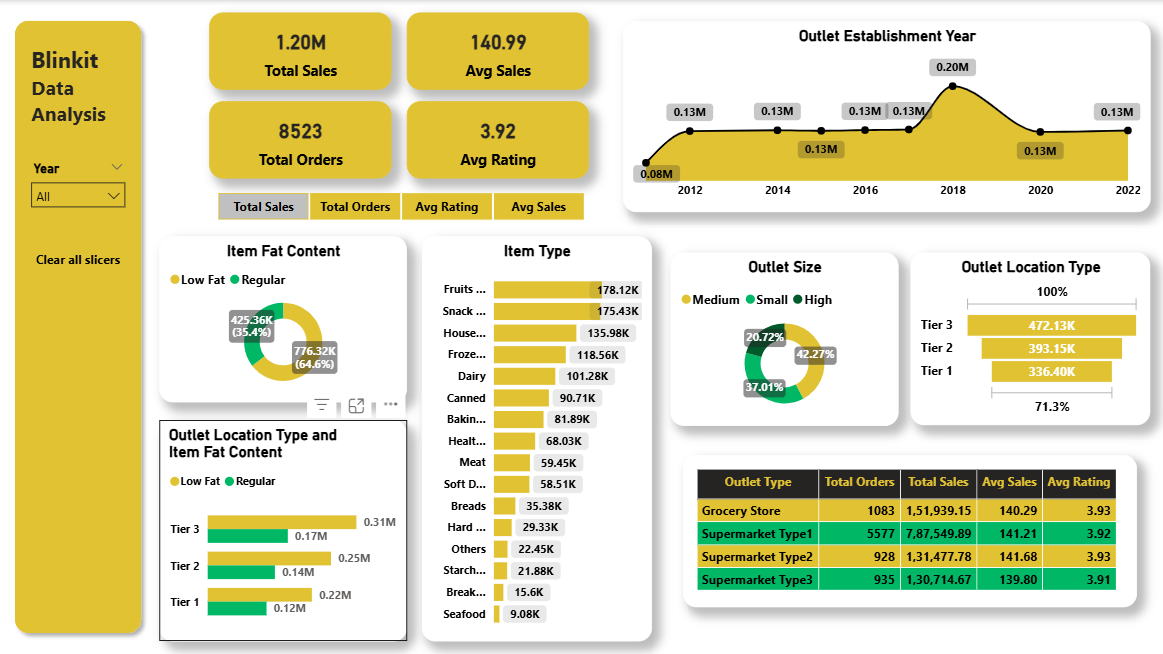 Blinkit
Data
Analysis
Year
All
Clear all slicers
1.20M
Total Sales
140.99
Avg Sales
8523
Total Orders
3.92
Avg Rating
Total Sales
Total Orders
Avg Rating
Avg Sales
Outlet Establishment Year
0.08M
0.13M
0.13M
0.13M
0.13M
0.13M
0.20M
0.13M
0.13M
2012
2014
2016
2018
2020
2022
Item Fat Content
Low Fat
Regular
425.36K
(35.4%)
776.32K
(64.6%)
Outlet Location Type and
Item Fat Content
Low Fat
Regular
Tier 3
0.31M
0.17M
Tier 2
0.25M
0.14M
Tier 1
0.22M
0.12M
Item Type
Fruits ... 178.12K
Snack ... 175.43K
House... 135.98K
Froze... 118.56K
Dairy 101.28K
Canned 90.71K
Bakin... 81.89K
Healt... 68.03K
Meat 59.45K
Soft D... 58.51K
Breads 35.38K
Hard ... 29.33K
Others 22.45K
Starch... 21.88K
Break... 15.6K
Seafood 9.08K
Outlet Size
Medium
Small
High
20.72%
42.27%
37.01%
Outlet Location Type
100%
Tier 3 472.13K
Tier 2 393.15K
Tier 1 336.40K
71.3%
Outlet Type Total Orders Total Sales Avg Sales Avg Rating
Grocery Store 1083 1,51,939.15 140.29 3.93
Supermarket Type1 5577 7,87,549.89 141.21 3.92
Supermarket Type2 928 1,31,477.78 141.68 3.93
Supermarket Type3 935 1,30,714.67 139.80 3.91